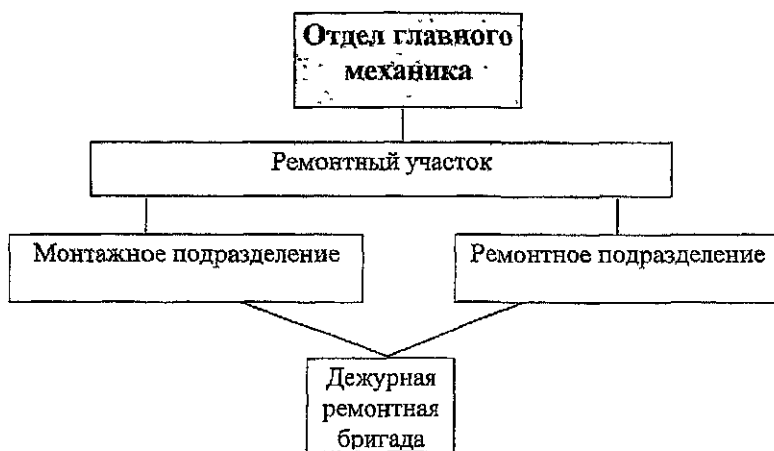 Отдел главного
механика
Ремонтный участок
Монтажное подразделение
Ремонтное подразделение
Дежурная
ремонтная
бригада